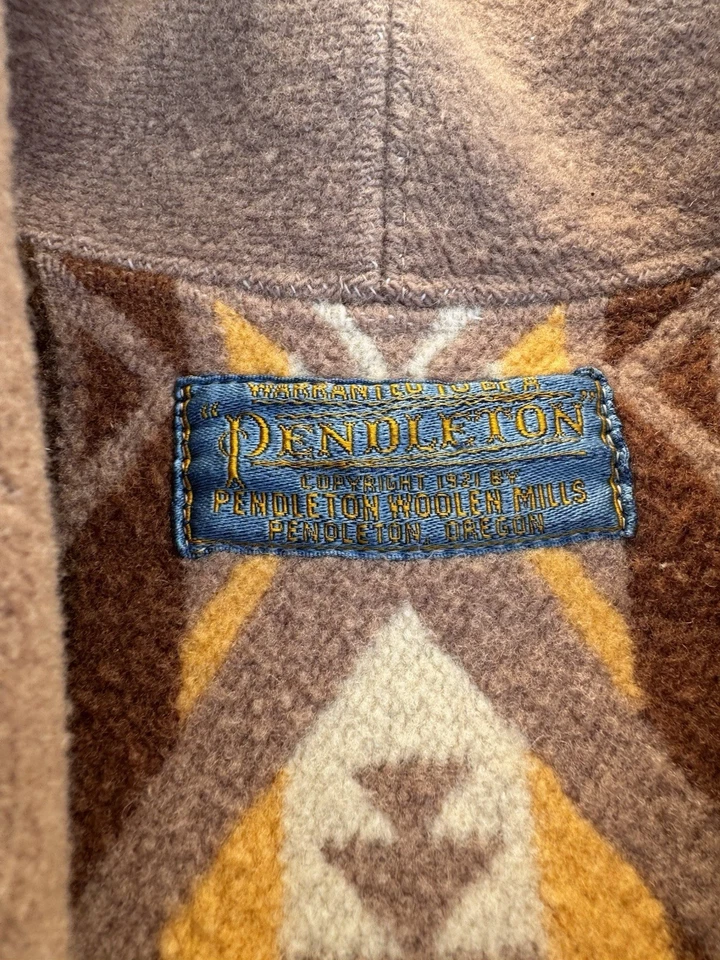 WARRANTED TO BE A
"PENDLETON"
COPYRIGHT 1921 BY
PENDLETON WOOLEN MILLS
PENDLETON, OREGON